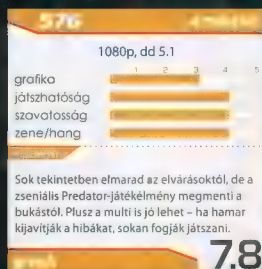 576
1080p, dd 5.1
1 2 3 4 5
grafika
játszhatóság
szavatosság
zene/hang
Sok tekintetben elmarad az elvárásoktól, de a
zseniális Predator-játékélmény megmenti a
bukástól. Plusz a multi is jó lehet – ha hamar
kijavítják a hibákat, sokan fogják játszani.
7.8